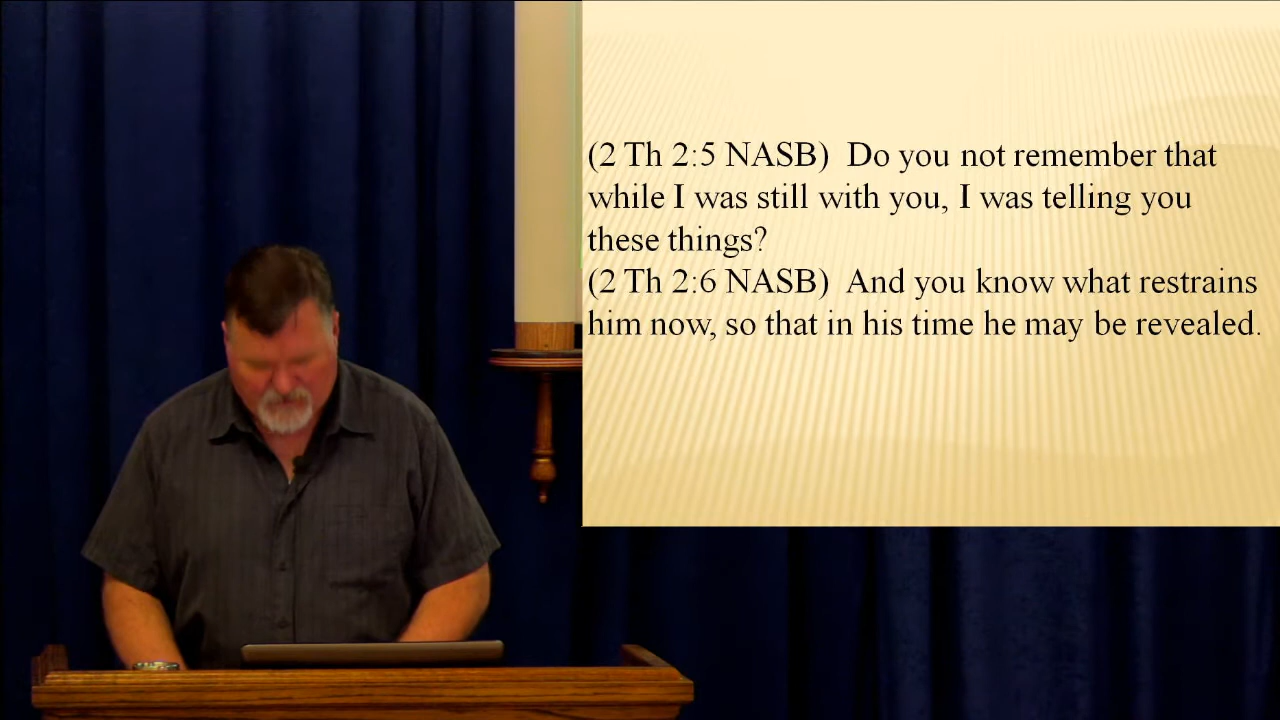 (2 Th 2:5 NASB)  Do you not remember that
while I was still with you, I was telling you
these things?
(2 Th 2:6 NASB)  And you know what restrains
him now, so that in his time he may be revealed.